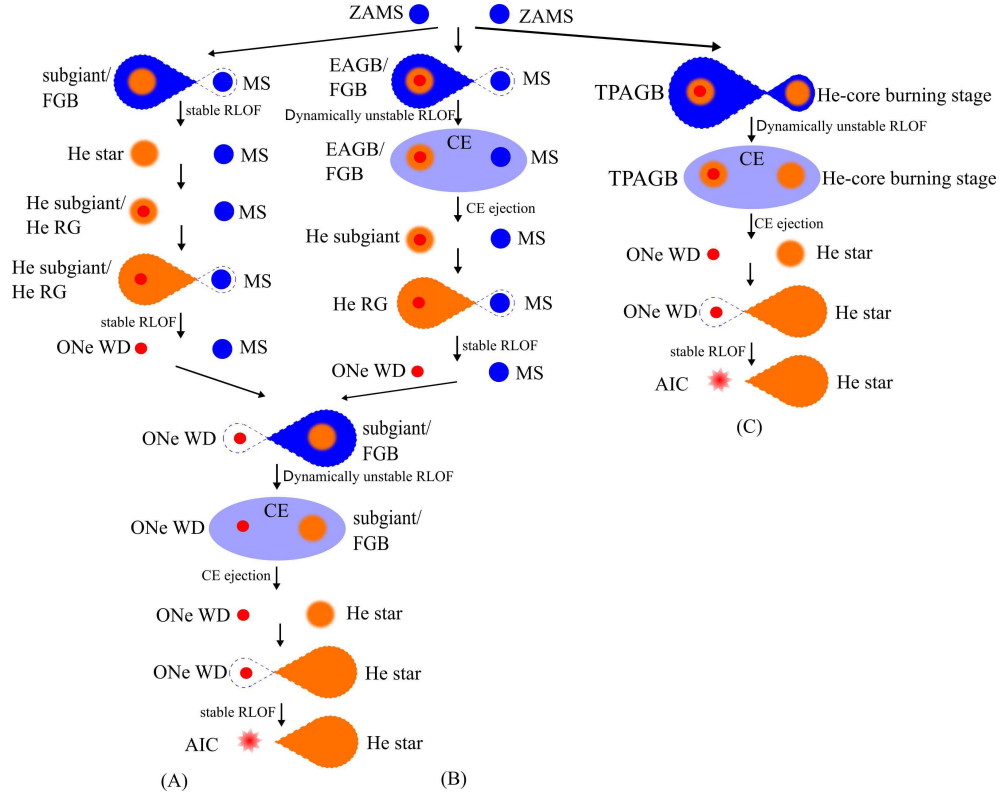 ZAMS
ZAMS
subgiant/
FGB
MS
stable RLOF
He star
MS
He subgiant/
He RG
MS
He subgiant/
He RG
MS
stable RLOF
ONe WD
MS
EAGB/
FGB
MS
Dynamically unstable RLOF
CE
EAGB/
FGB
MS
CE ejection
He subgiant
MS
He RG
MS
stable RLOF
ONe WD
MS
ONe WD
subgiant/
FGB
Dynamically unstable RLOF
CE
ONe WD
subgiant/
FGB
CE ejection
ONe WD
He star
ONe WD
He star
stable RLOF
AIC
He star
(A)
(B)
TPAGB
He-core burning stage
Dynamically unstable RLOF
CE
TPAGB
He-core burning stage
CE ejection
ONe WD
He star
ONe WD
He star
stable RLOF
AIC
He star
(C)